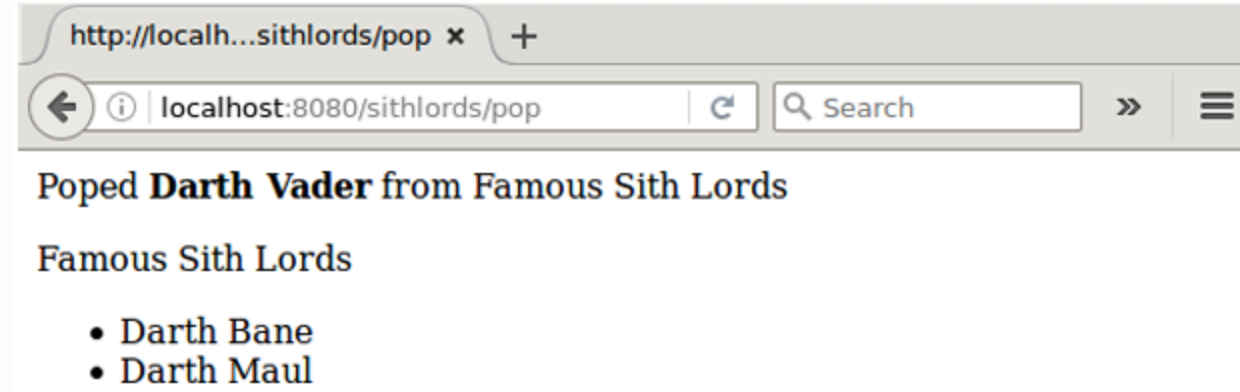 http://localh...sithlords/pop × +
localhost:8080/sithlords/pop Search »
Poped Darth Vader from Famous Sith Lords
Famous Sith Lords
• Darth Bane
• Darth Maul